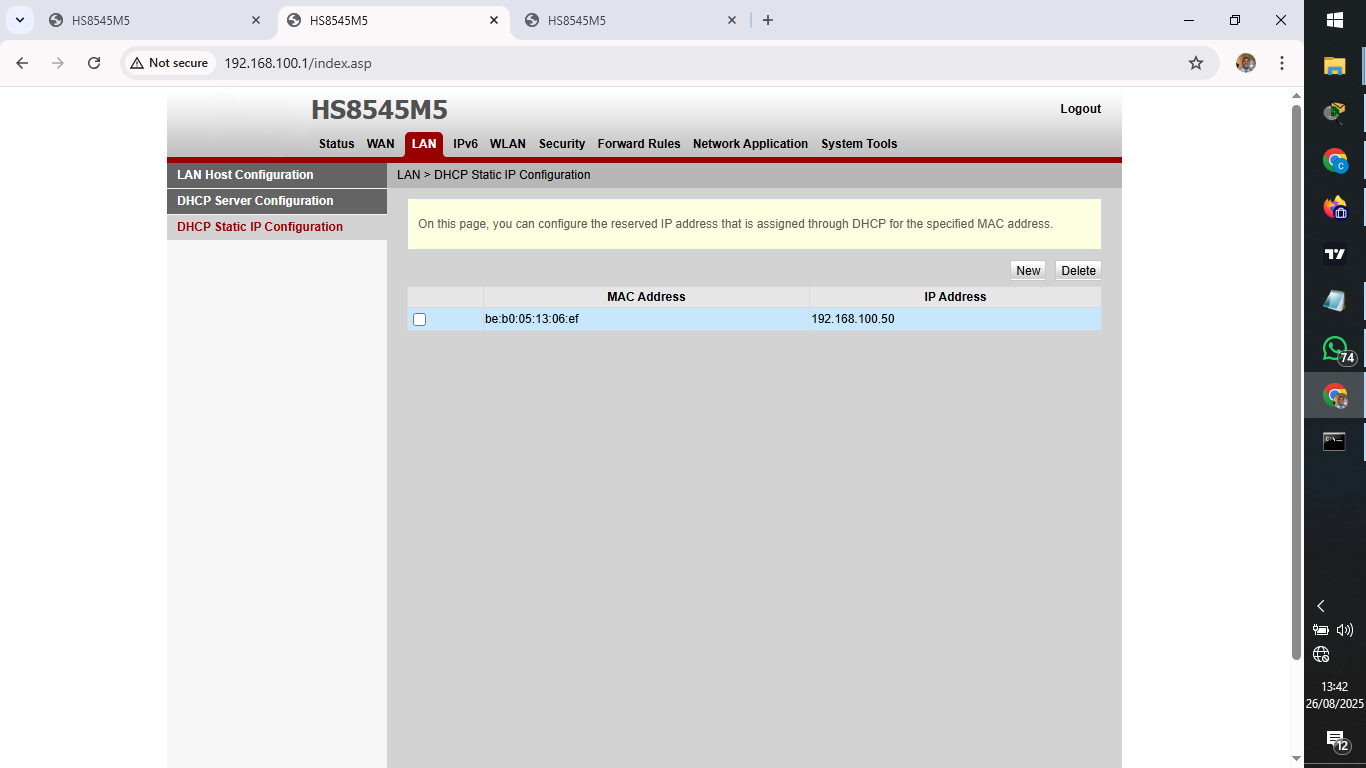 HS8545M5
HS8545M5
HS8545M5
Not secure
192.168.100.1/index.asp
HS8545M5
Logout
Status WAN LAN IPv6 WLAN Security Forward Rules Network Application System Tools
LAN Host Configuration
DHCP Server Configuration
DHCP Static IP Configuration
LAN > DHCP Static IP Configuration
On this page, you can configure the reserved IP address that is assigned through DHCP for the specified MAC address.
New Delete
MAC Address IP Address
be:b0:05:13:06:ef 192.168.100.50
74
13:42
26/08/2025
12